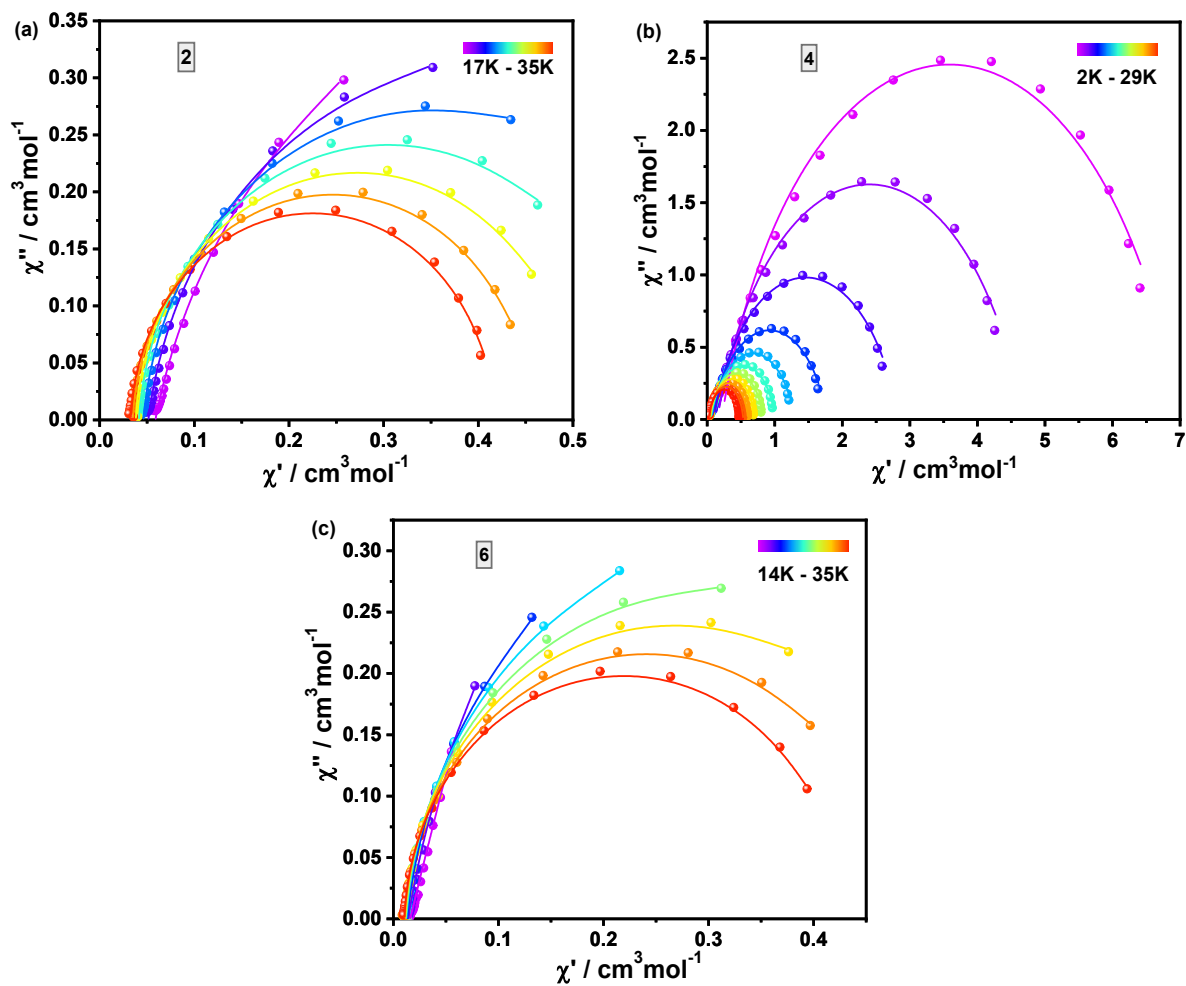 (a)
2
17K - 35K
χ'' / cm³mol⁻¹
0.35
0.30
0.25
0.20
0.15
0.10
0.05
0.00
0.0 0.1 0.2 0.3 0.4 0.5
χ' / cm³mol⁻¹
(b)
4
2K - 29K
χ'' / cm³mol⁻¹
2.5
2.0
1.5
1.0
0.5
0.0
0 1 2 3 4 5 6 7
χ' / cm³mol⁻¹
(c)
6
14K - 35K
χ'' / cm³mol⁻¹
0.30
0.25
0.20
0.15
0.10
0.05
0.00
0.0 0.1 0.2 0.3 0.4
χ' / cm³mol⁻¹